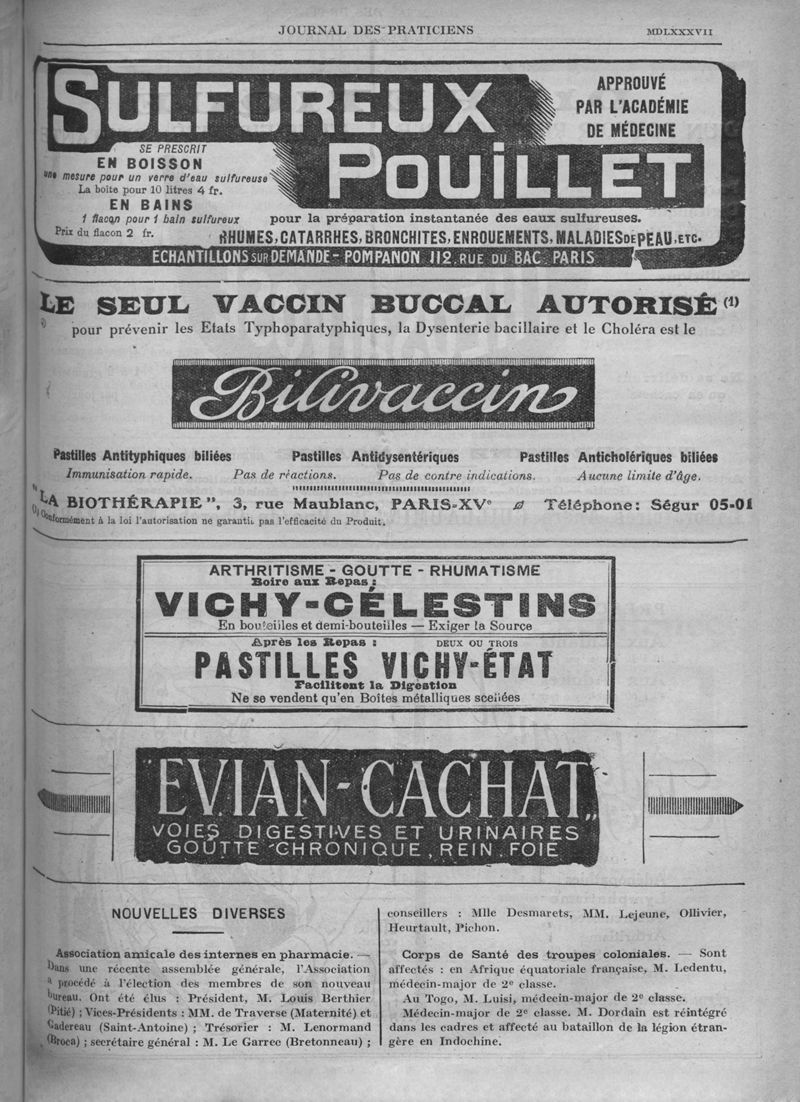 JOURNAL DES PRATICIENS
MDLXXXVII
SULFUREUX
POUILLET
APPROUVÉ
PAR L'ACADÉMIE
DE MÉDECINE
SE PRESCRIT
EN BOISSON
une mesure pour un verre d'eau sulfureuse
La boite pour 10 litres 4 fr.
EN BAINS
1 flacon pour 1 bain sulfureux
Prix du flacon 2 fr.
pour la préparation instantanée des eaux sulfureuses.
RHUMES, CATARRHES, BRONCHITES, ENROUEMENTS, MALADIES DE PEAU, ETC.
ÉCHANTILLONS SUR DEMANDE - POMPANON 112, RUE DU BAC PARIS
LE SEUL VACCIN BUCCAL AUTORISÉ (1)
pour prévenir les Etats Typhoparatyphiques, la Dysenterie bacillaire et le Choléra est le
Bilivaccin
Pastilles Antityphiques biliées Pastilles Antidysentériques Pastilles Anticholériques biliées
Immunisation rapide. Pas de réactions. Pas de contre indications. Aucune limite d'âge.
"LA BIOTHÉRAPIE", 3, rue Maublanc, PARIS-XVe Téléphone: Ségur 05-01
(1) Conformément à la loi l'autorisation ne garantit pas l'efficacité du Produit.
ARTHRITISME - GOUTTE - RHUMATISME
Boire aux Repas :
VICHY-CÉLESTINS
En bouteilles et demi-bouteilles — Exiger la Source
Après les Repas : DEUX OU TROIS
PASTILLES VICHY-ÉTAT
Facilitent la Digestion
Ne se vendent qu'en Boîtes métalliques scellées
"EVIAN-CACHAT"
VOIES DIGESTIVES ET URINAIRES
GOUTTE CHRONIQUE, REIN, FOIE
NOUVELLES DIVERSES
Association amicale des internes en pharmacie. —
Dans une récente assemblée générale, l'Association
a procédé à l'élection des membres de son nouveau
bureau. Ont été élus : Président, M. Louis Berthier
(Pitié) ; Vices-Présidents : MM. de Traverse (Maternité) et
Cadereau (Saint-Antoine) ; Trésorier : M. Lenormand
(Broca) ; secrétaire général : M. Le Garrec (Bretonneau) ;
conseillers : Mlle Desmarets, MM. Lejeune, Ollivier,
Heurtault, Pichon.
Corps de Santé des troupes coloniales. — Sont
affectés : en Afrique équatoriale française, M. Ledentu,
médecin-major de 2e classe.
Au Togo, M. Luisi, médecin-major de 2e classe.
Médecin-major de 2e classe. M. Dordain est réintégré
dans les cadres et affecté au bataillon de la légion étran-
gère en Indochine.